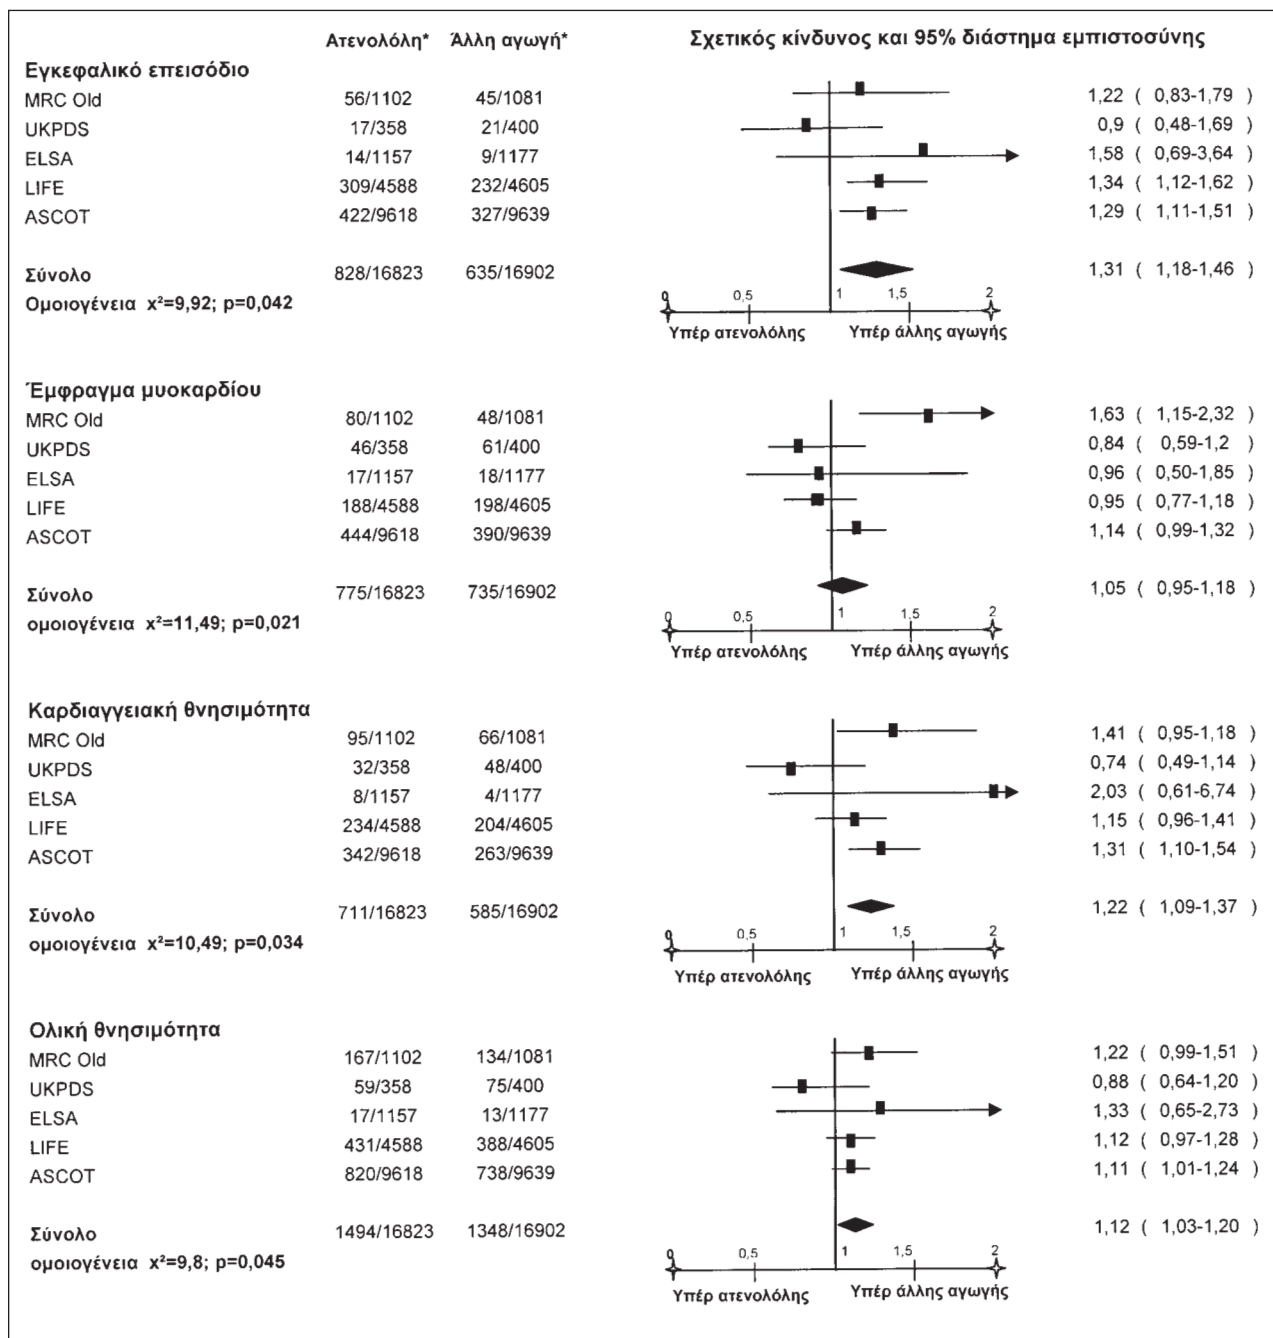 Ατενολόλη* Άλλη αγωγή* Σχετικός κίνδυνος και 95% διάστημα εμπιστοσύνης
Εγκεφαλικό επεισόδιο
MRC Old 56/1102 45/1081 1,22 ( 0,83-1,79 )
UKPDS 17/358 21/400 0,9 ( 0,48-1,69 )
ELSA 14/1157 9/1177 1,58 ( 0,69-3,64 )
LIFE 309/4588 232/4605 1,34 ( 1,12-1,62 )
ASCOT 422/9618 327/9639 1,29 ( 1,11-1,51 )
Σύνολο 828/16823 635/16902 1,31 ( 1,18-1,46 )
Ομοιογένεια x²=9,92; p=0,042
0 0,5 1 1,5 2
Υπέρ ατενολόλης Υπέρ άλλης αγωγής
Έμφραγμα μυοκαρδίου
MRC Old 80/1102 48/1081 1,63 ( 1,15-2,32 )
UKPDS 46/358 61/400 0,84 ( 0,59-1,2 )
ELSA 17/1157 18/1177 0,96 ( 0,50-1,85 )
LIFE 188/4588 198/4605 0,95 ( 0,77-1,18 )
ASCOT 444/9618 390/9639 1,14 ( 0,99-1,32 )
Σύνολο 775/16823 735/16902 1,05 ( 0,95-1,18 )
ομοιογένεια x²=11,49; p=0,021
0 0,5 1 1,5 2
Υπέρ ατενολόλης Υπέρ άλλης αγωγής
Καρδιαγγειακή θνησιμότητα
MRC Old 95/1102 66/1081 1,41 ( 0,95-1,18 )
UKPDS 32/358 48/400 0,74 ( 0,49-1,14 )
ELSA 8/1157 4/1177 2,03 ( 0,61-6,74 )
LIFE 234/4588 204/4605 1,15 ( 0,96-1,41 )
ASCOT 342/9618 263/9639 1,31 ( 1,10-1,54 )
Σύνολο 711/16823 585/16902 1,22 ( 1,09-1,37 )
ομοιογένεια x²=10,49; p=0,034
0 0,5 1 1,5 2
Υπέρ ατενολόλης Υπέρ άλλης αγωγής
Ολική θνησιμότητα
MRC Old 167/1102 134/1081 1,22 ( 0,99-1,51 )
UKPDS 59/358 75/400 0,88 ( 0,64-1,20 )
ELSA 17/1157 13/1177 1,33 ( 0,65-2,73 )
LIFE 431/4588 388/4605 1,12 ( 0,97-1,28 )
ASCOT 820/9618 738/9639 1,11 ( 1,01-1,24 )
Σύνολο 1494/16823 1348/16902 1,12 ( 1,03-1,20 )
ομοιογένεια x²=9,8; p=0,045
0 0,5 1 1,5 2
Υπέρ ατενολόλης Υπέρ άλλης αγωγής